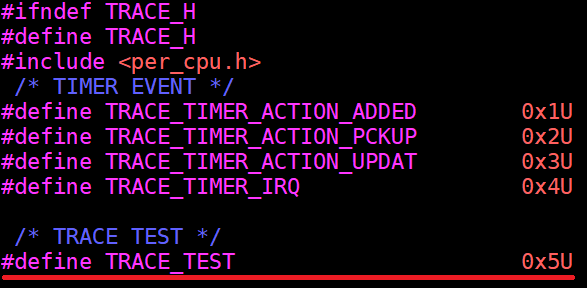 #ifndef TRACE_H
#define TRACE_H
#include <per_cpu.h>
/* TIMER EVENT */
#define TRACE_TIMER_ACTION_ADDED 0x1U
#define TRACE_TIMER_ACTION_PCKUP 0x2U
#define TRACE_TIMER_ACTION_UPDAT 0x3U
#define TRACE_TIMER_IRQ 0x4U
/* TRACE TEST */
#define TRACE_TEST 0x5U